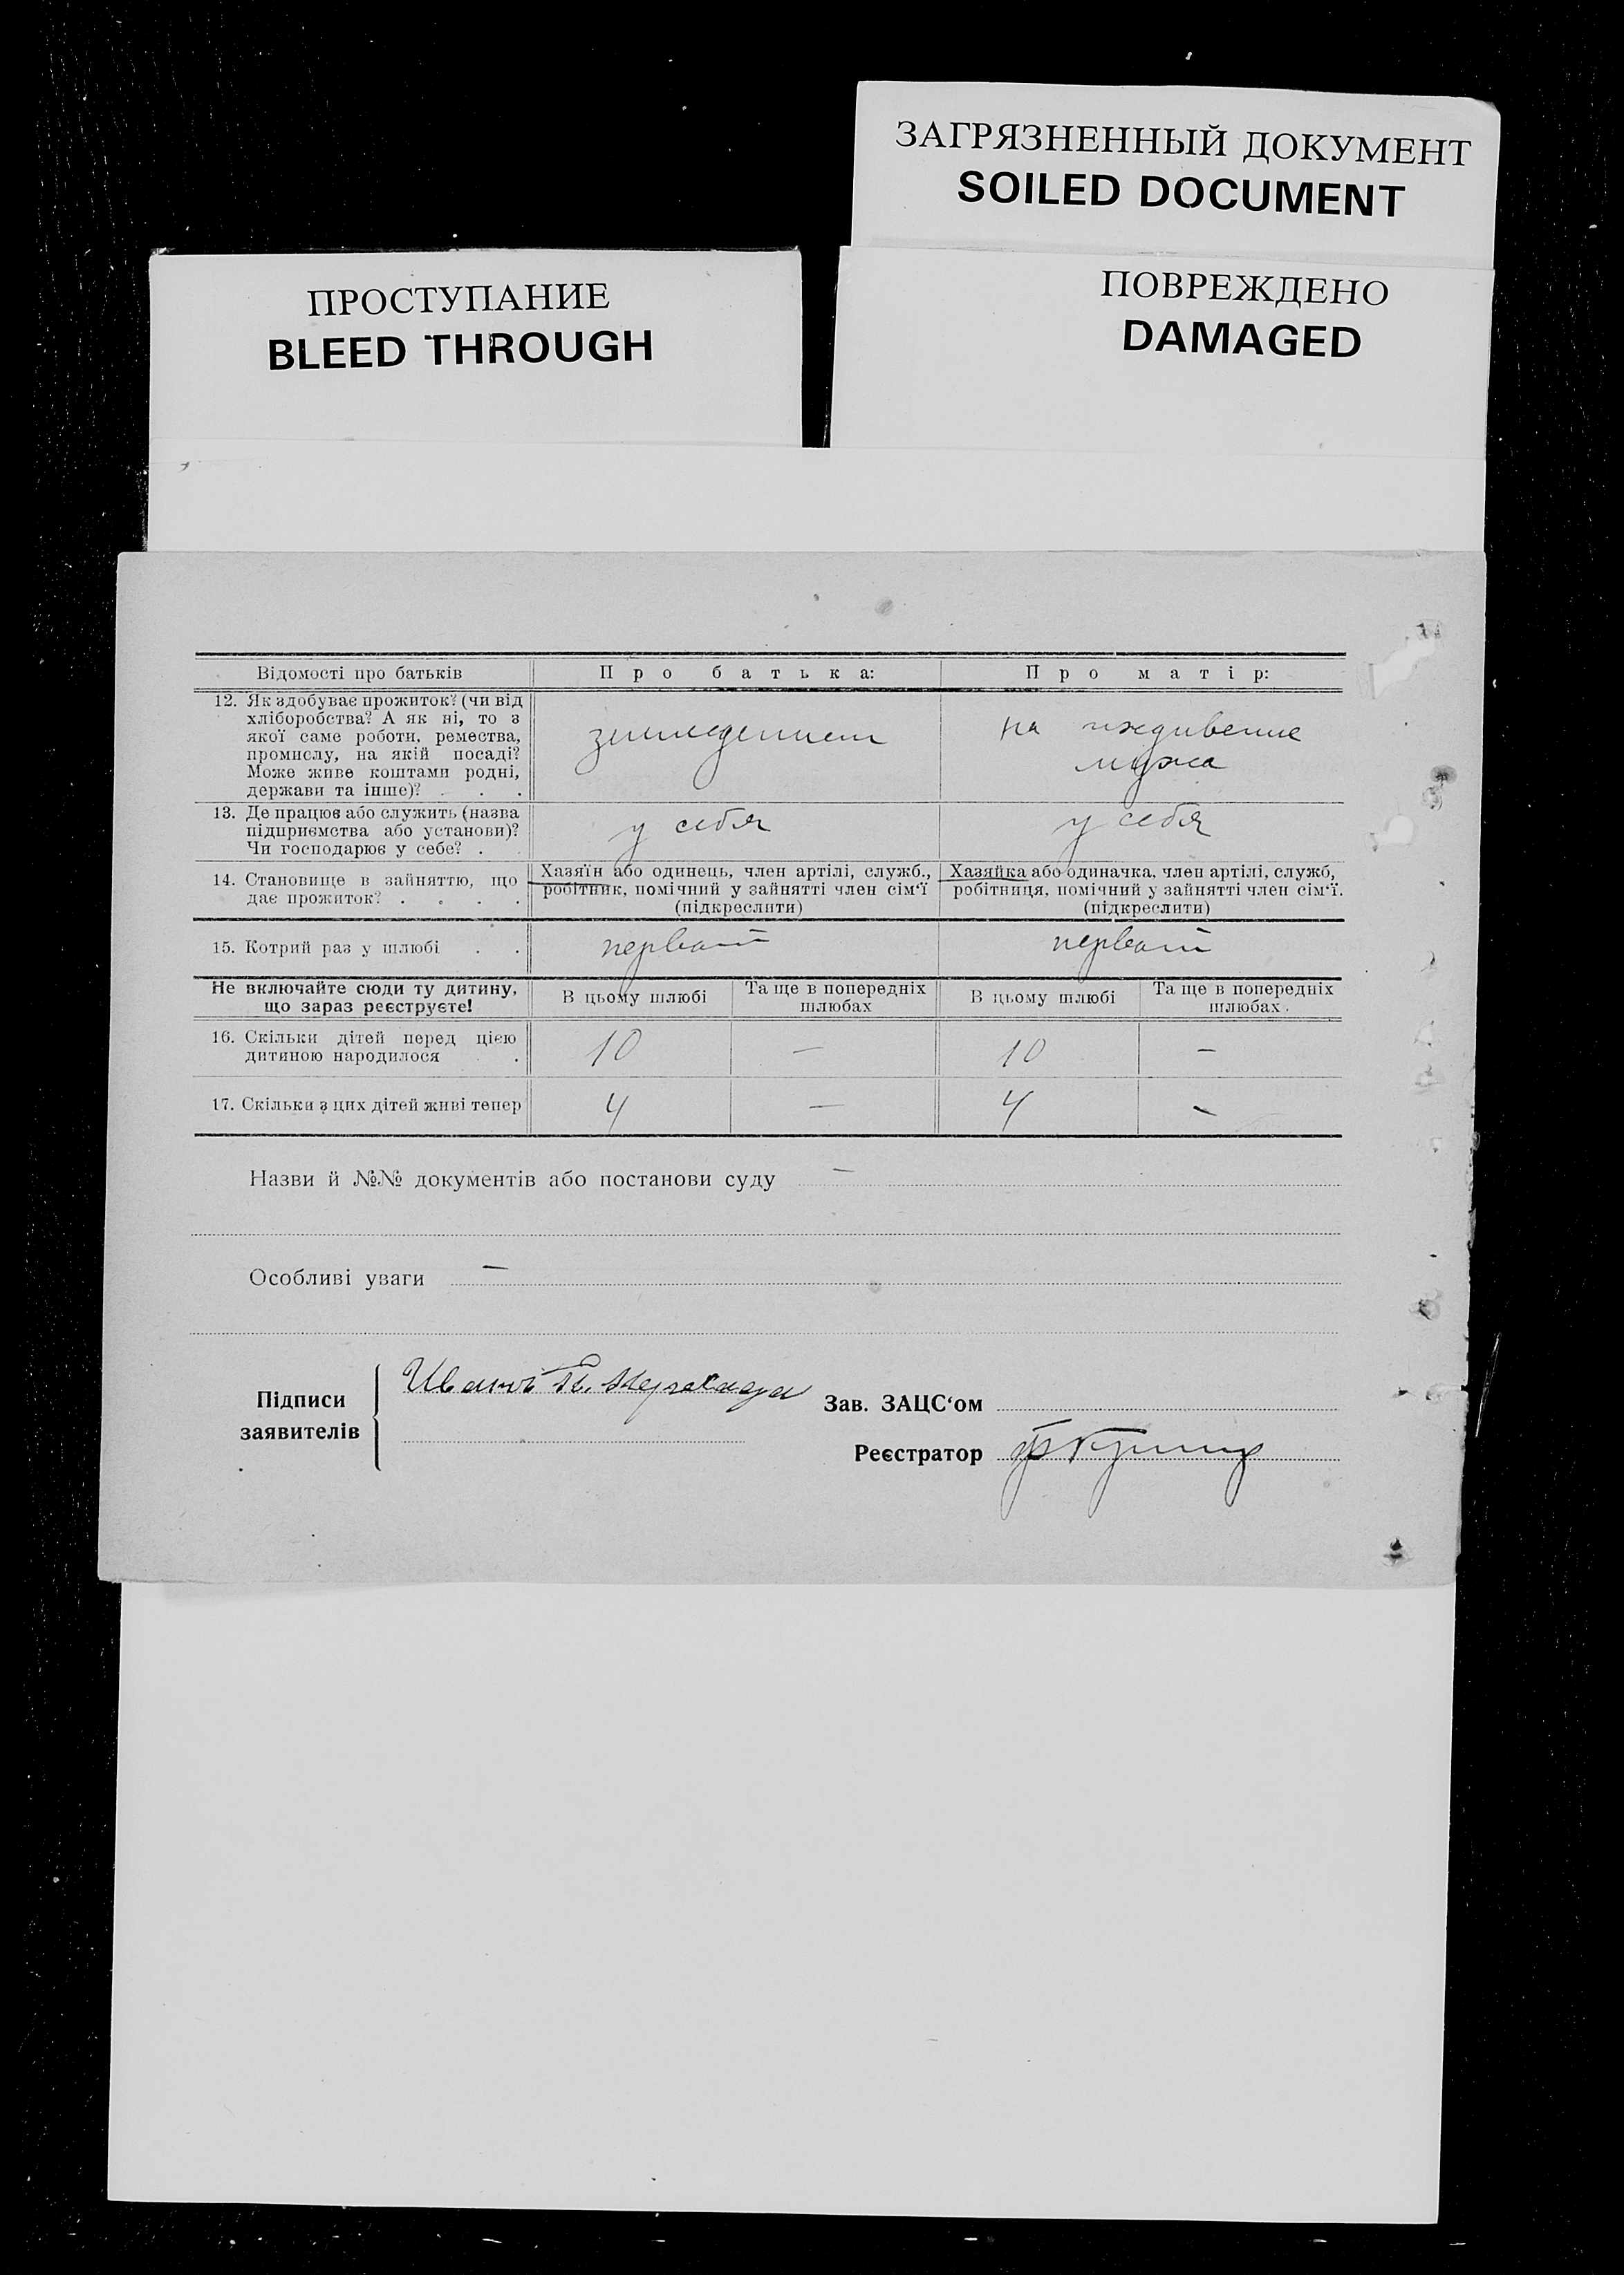 ЗАГРЯЗНЕННЫЙ ДОКУМЕНТ
SOILED DOCUMENT
ПРОСТУПАНИЕ
BLEED THROUGH
ПОВРЕЖДЕНО
DAMAGED
Відомості про батьків
Про батька:
Про матір:
12. Як здобуває прожиток? (чи від
хліборобства? А як ні, то з
якої саме роботи, ремества,
промислу, на якій посаді?
Може живе коштами родні,
держави та інше)? . . .
на иждивение
мужа
13. Де працює або служить (назва
підприємства або установи)?
Чи господарює у себе? .
у себя
у себя
14. Становище в зайняттю, що
дає прожиток? . . . .
Хазяїн або одинець, член артілі, служб.,
робітник, помічний у зайнятті член сім'ї
(підкреслити)
Хазяйка або одиначка, член артілі, служб,
робітниця, помічний у зайнятті член сім'ї.
(підкреслити)
15. Котрий раз у шлюбі . .
первой
первой
Не включайте сюди ту дитину,
що зараз реєструєте!
В цьому шлюбі
Та ще в попередніх
шлюбах
В цьому шлюбі
Та ще в попередніх
шлюбах.
16. Скільки дітей перед цією
дитиною народилося . .
10
—
10
—
17. Скільки з цих дітей живі тепер
4
—
4
-
Назви й №№ документів або постанови суду —
Особливі уваги —
Підписи
заявителів
Зав. ЗАЦС'ом
Реєстратор